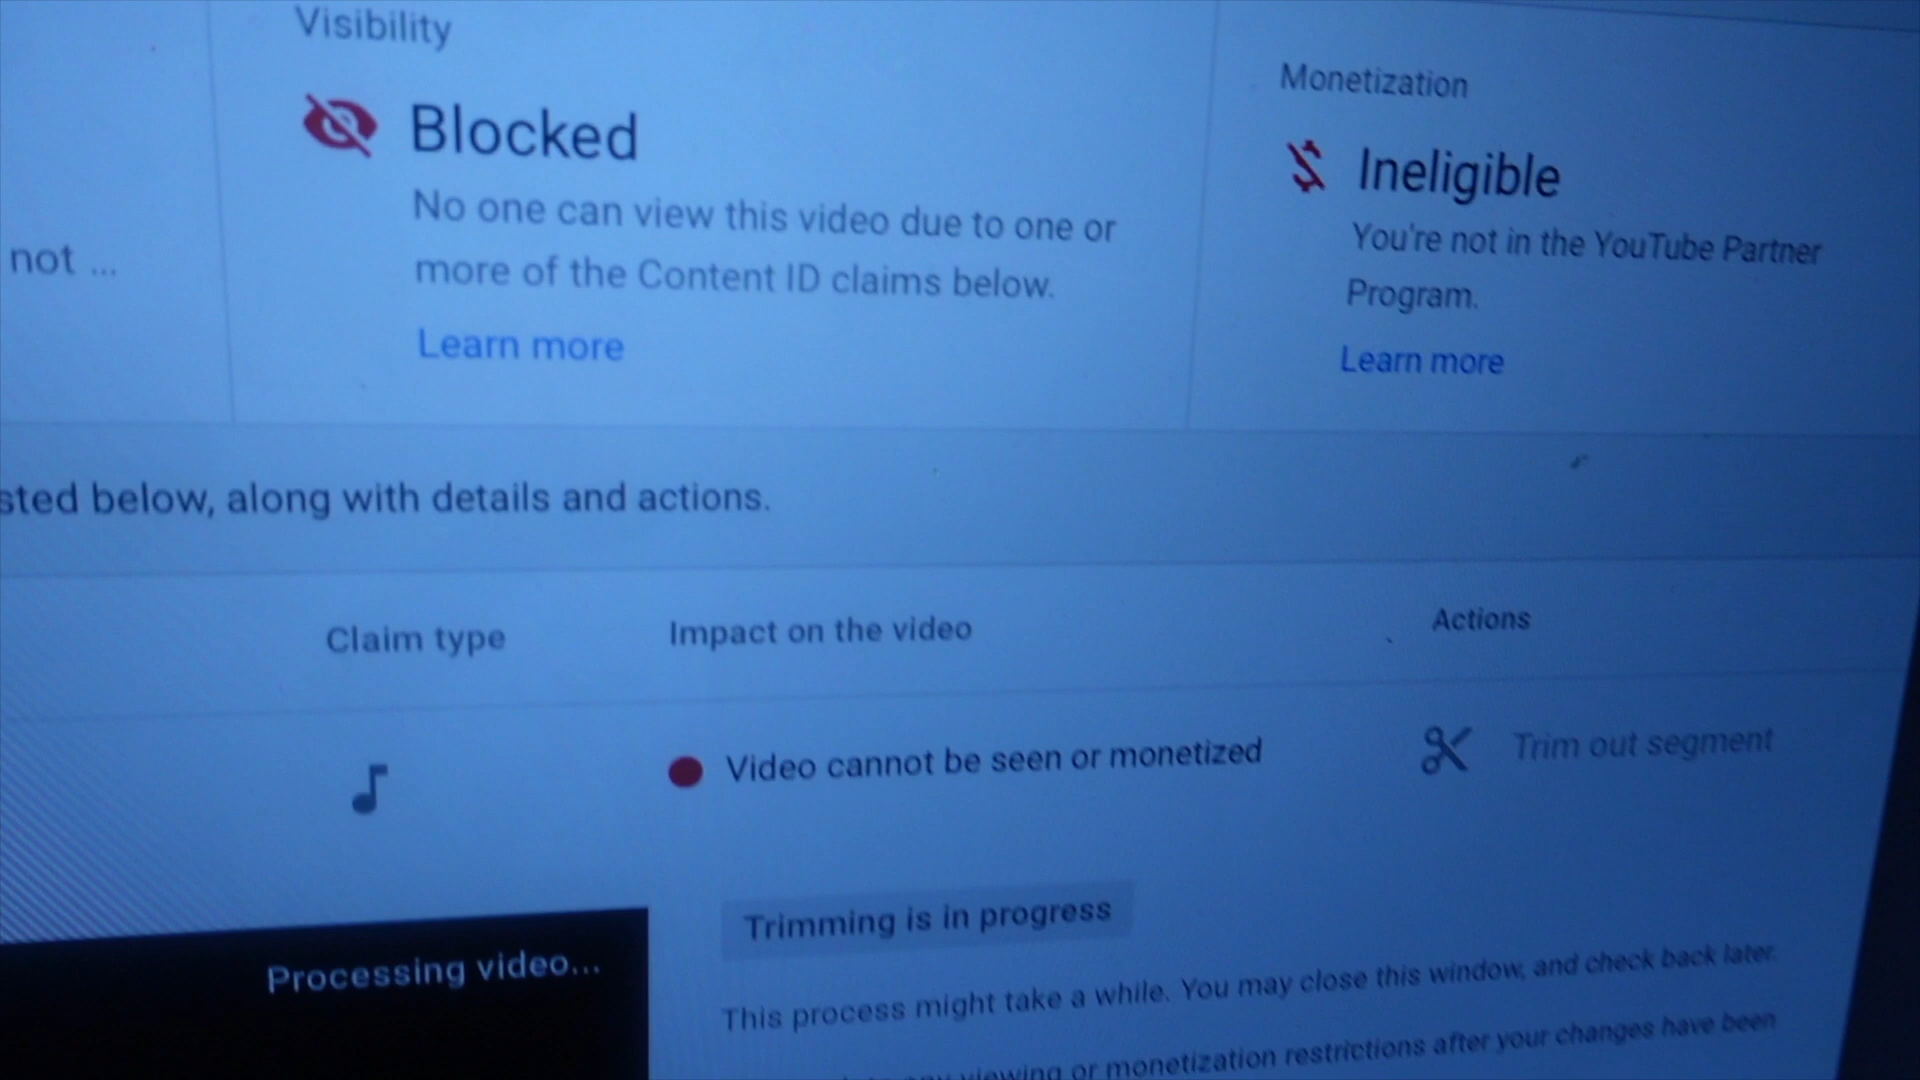 Visibility
Monetization
Blocked
Ineligible
No one can view this video due to one or
more of the Content ID claims below.
Learn more
You're not in the YouTube Partner
Program.
Learn more
not ...
below, along with details and actions.
Claim type
Impact on the video
Actions
Video cannot be seen or monetized
Trim out segment
Trimming is in progress
Processing video...
This process might take a while. You may close this window, and check back later.
viewing or monetization restrictions after your changes have been